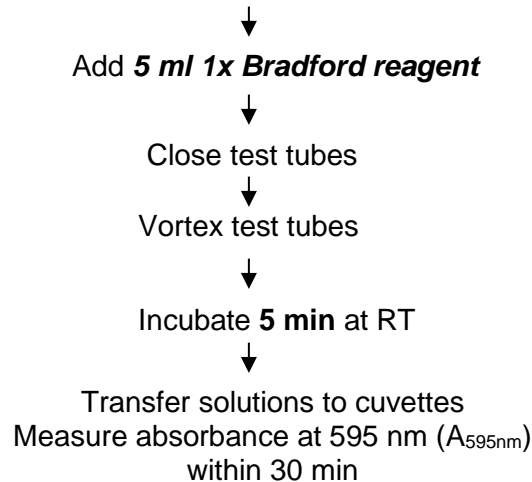 Add 5 ml 1x Bradford reagent
Close test tubes
Vortex test tubes
Incubate 5 min at RT
Transfer solutions to cuvettes
Measure absorbance at 595 nm (A595nm)
within 30 min